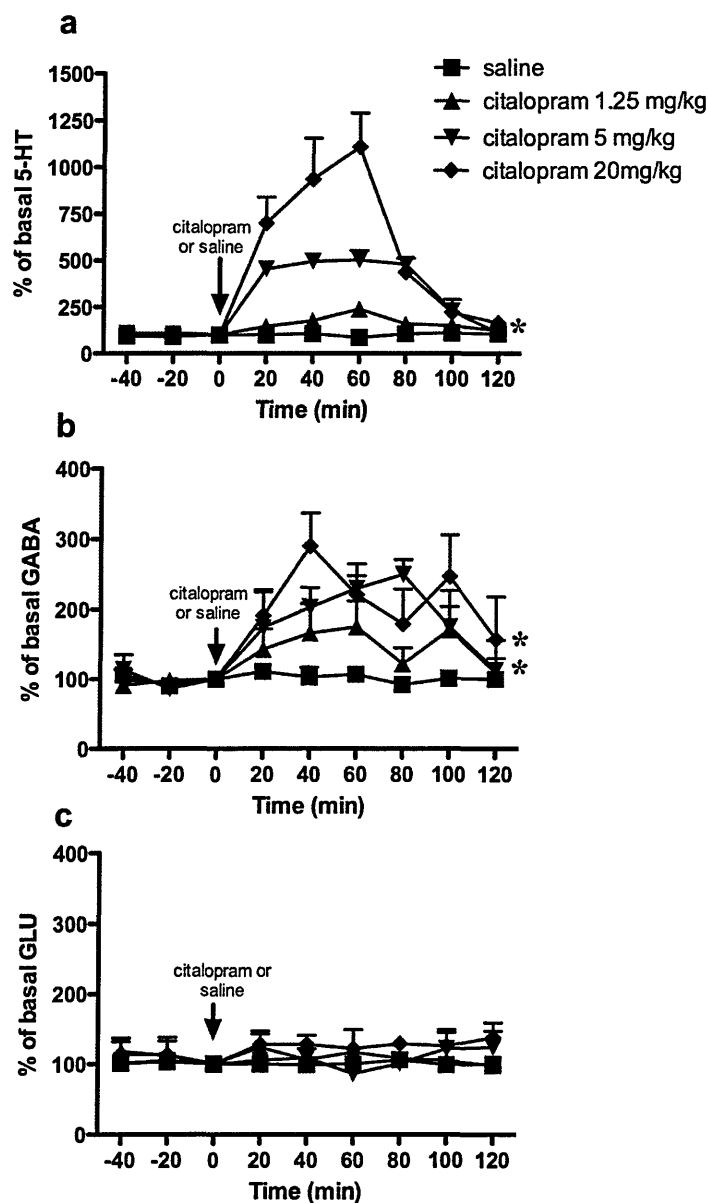 a
saline
citalopram 1.25 mg/kg
citalopram 5 mg/kg
citalopram 20mg/kg
% of basal 5-HT
1500
1250
1000
750
500
250
0
citalopram
or saline
*
-40 -20 0 20 40 60 80 100 120
Time (min)
b
% of basal GABA
400
300
200
100
0
citalopram
or saline
*
*
-40 -20 0 20 40 60 80 100 120
Time (min)
c
% of basal GLU
400
300
200
100
0
citalopram or
saline
-40 -20 0 20 40 60 80 100 120
Time (min)